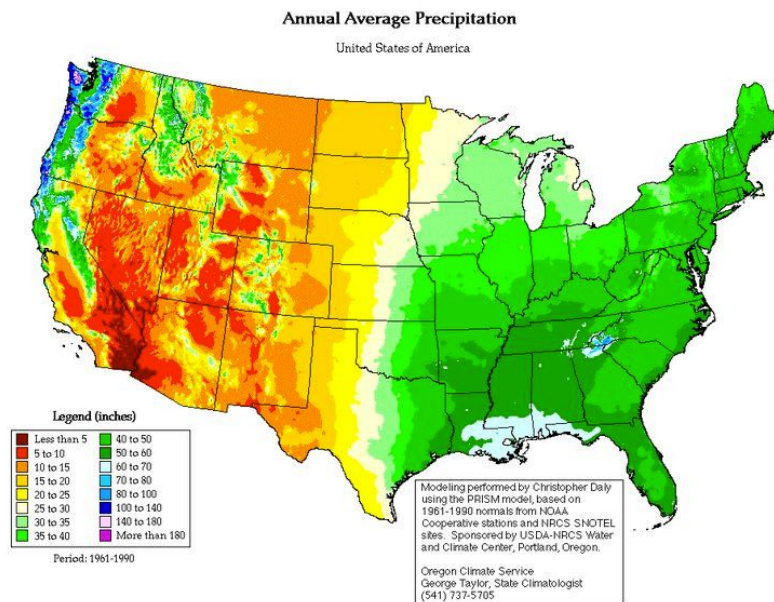 Annual Average Precipitation
United States of America
Legend (inches)
Less than 5
5 to 10
10 to 15
15 to 20
20 to 25
25 to 30
30 to 35
35 to 40
40 to 50
50 to 60
60 to 70
70 to 80
80 to 100
100 to 140
140 to 180
More than 180
Period: 1961-1990
Modeling performed by Christopher Daly
using the PRISM model, based on
1961-1990 normals from NOAA
Cooperative stations and NRCS SNOTEL
sites. Sponsored by USDA-NRCS Water
and Climate Center, Portland, Oregon.
Oregon Climate Service
George Taylor, State Climatologist
(541) 737-5705